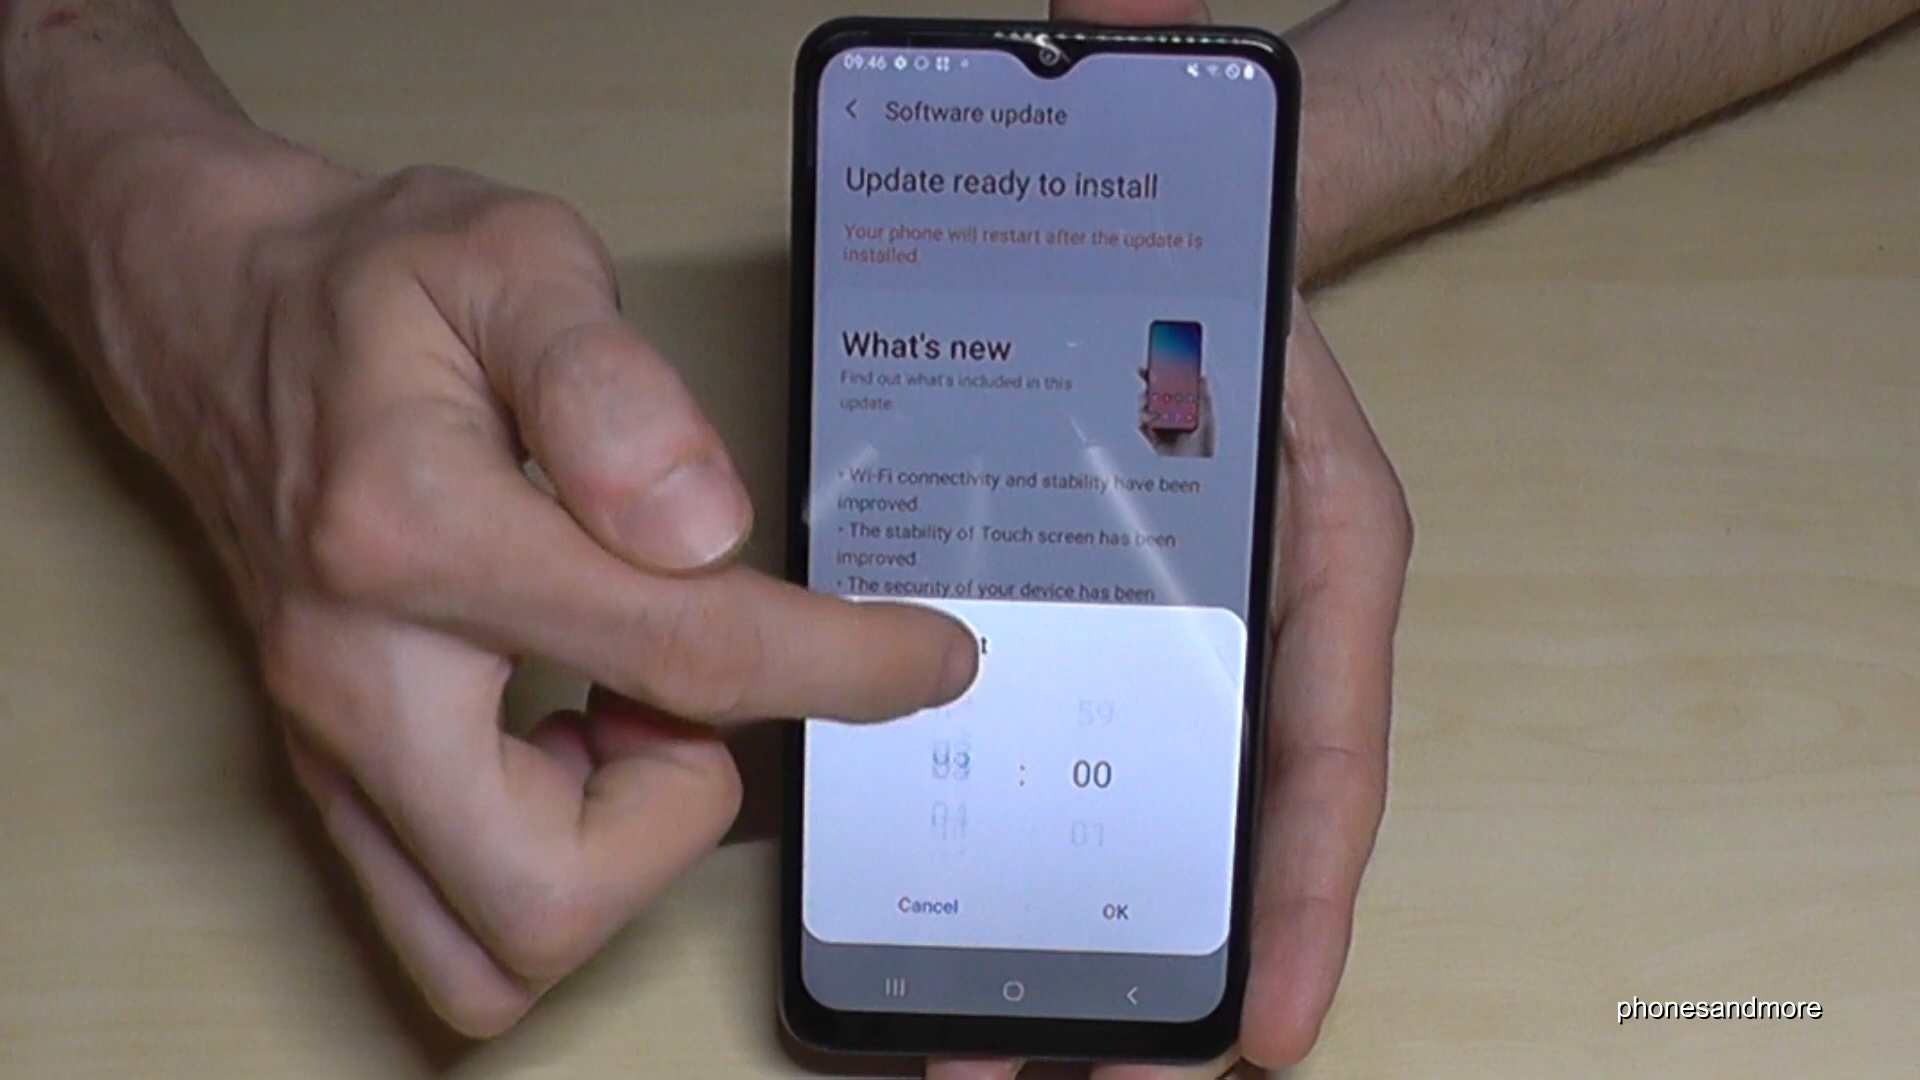 09:46
Software update
Update ready to install
Your phone will restart after the update is
installed.
What's new
Find out what's included in this
update.
• Wi-Fi connectivity and stability have been
improved.
• The stability of Touch screen has been
improved.
• The security of your device has been
59
: 00
01
Cancel OK
phonesandmore